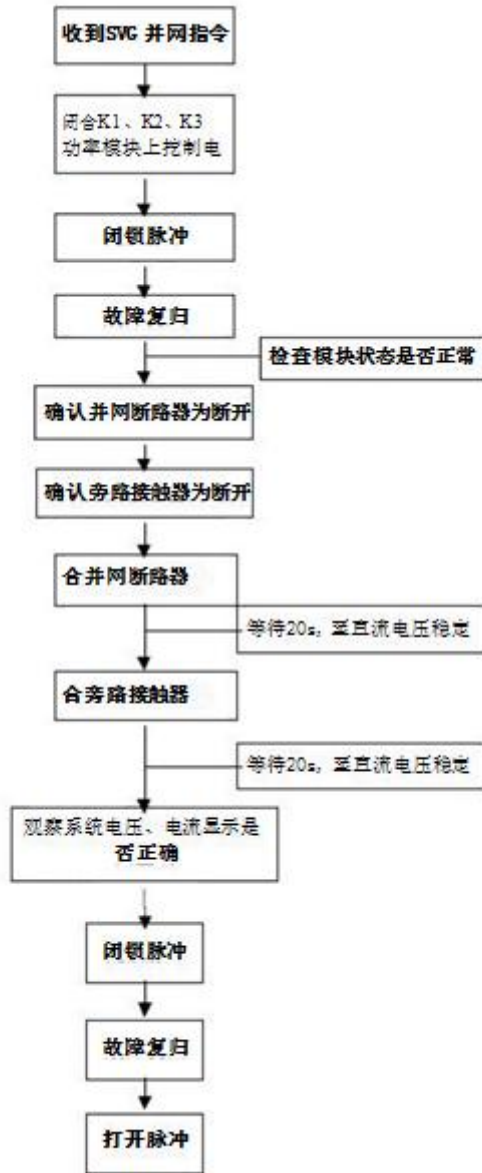 收到SVG 并网指令
闭合K1、K2、K3
功率模块上控制电
闭锁脉冲
故障复归
检查模块状态是否正常
确认并网断路器为断开
确认旁路接触器为断开
合并网断路器
等待20s，至直流电压稳定
合旁路接触器
等待20s，至直流电压稳定
观察系统电压、电流显示是
否正确
闭锁脉冲
故障复归
打开脉冲